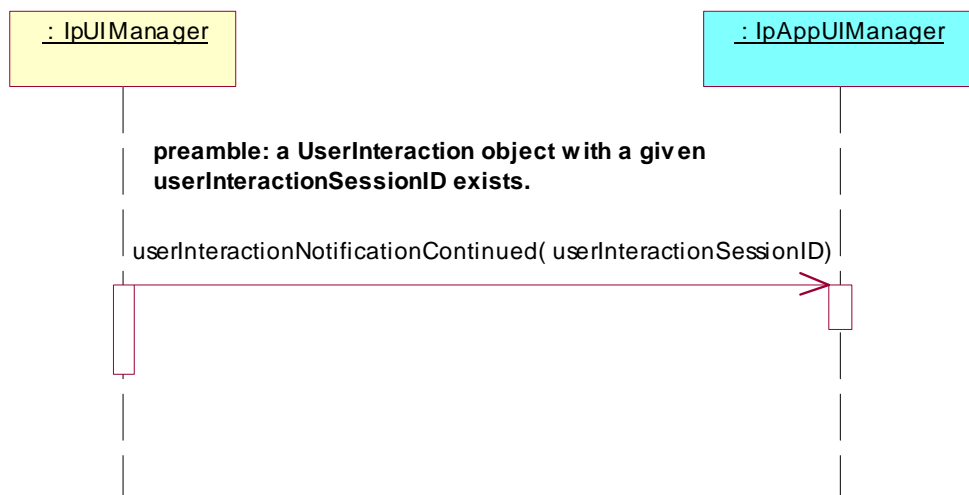 : IpUIManager
: IpAppUIManager
preamble: a UserInteraction object with a given
userInteractionSessionID exists.
userInteractionNotificationContinued( userInteractionSessionID)